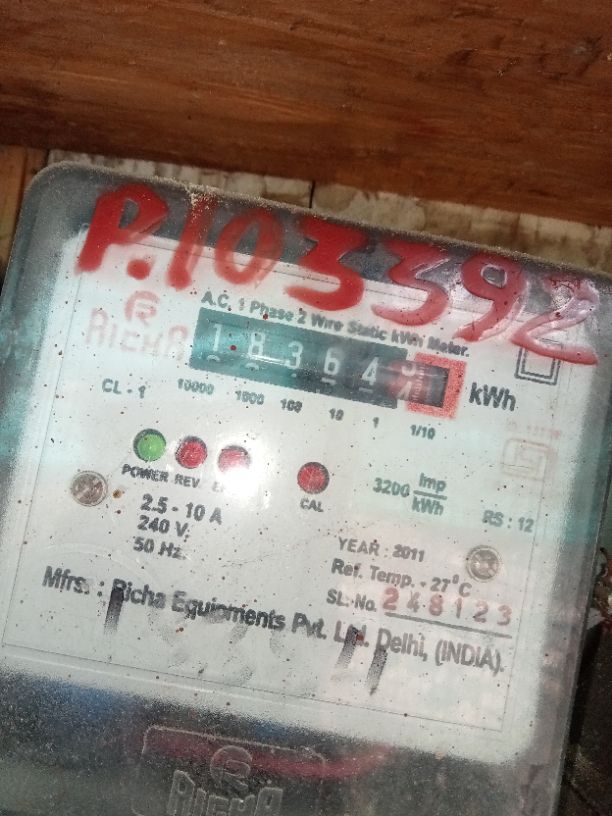 P.103392
A.C. 1 Phase 2 Wire Static kWh Meter.
RICHA
1 8 3 6 4
kWh
CL - 1
10000 1000 100 10 1 1/10
POWER REV
CAL
3200 Imp/kWh
RS : 12
2.5 - 10 A
240 V.
50 Hz.
YEAR : 2011
Ref. Temp. - 27°C
SL. No. 248123
Mfrs. : Richa Equipments Pvt. Ltd. Delhi, (INDIA).
R
RICHA